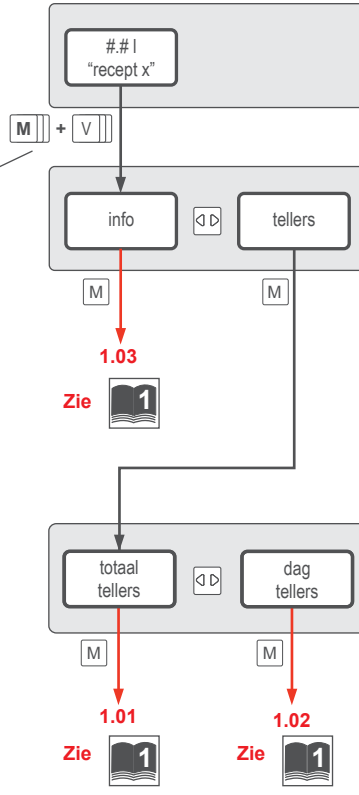 #.# l
“recept x”
M + V
info
tellers
M
M
1.03
Zie 1
totaal
tellers
dag
tellers
M
M
1.01
1.02
Zie 1
Zie 1